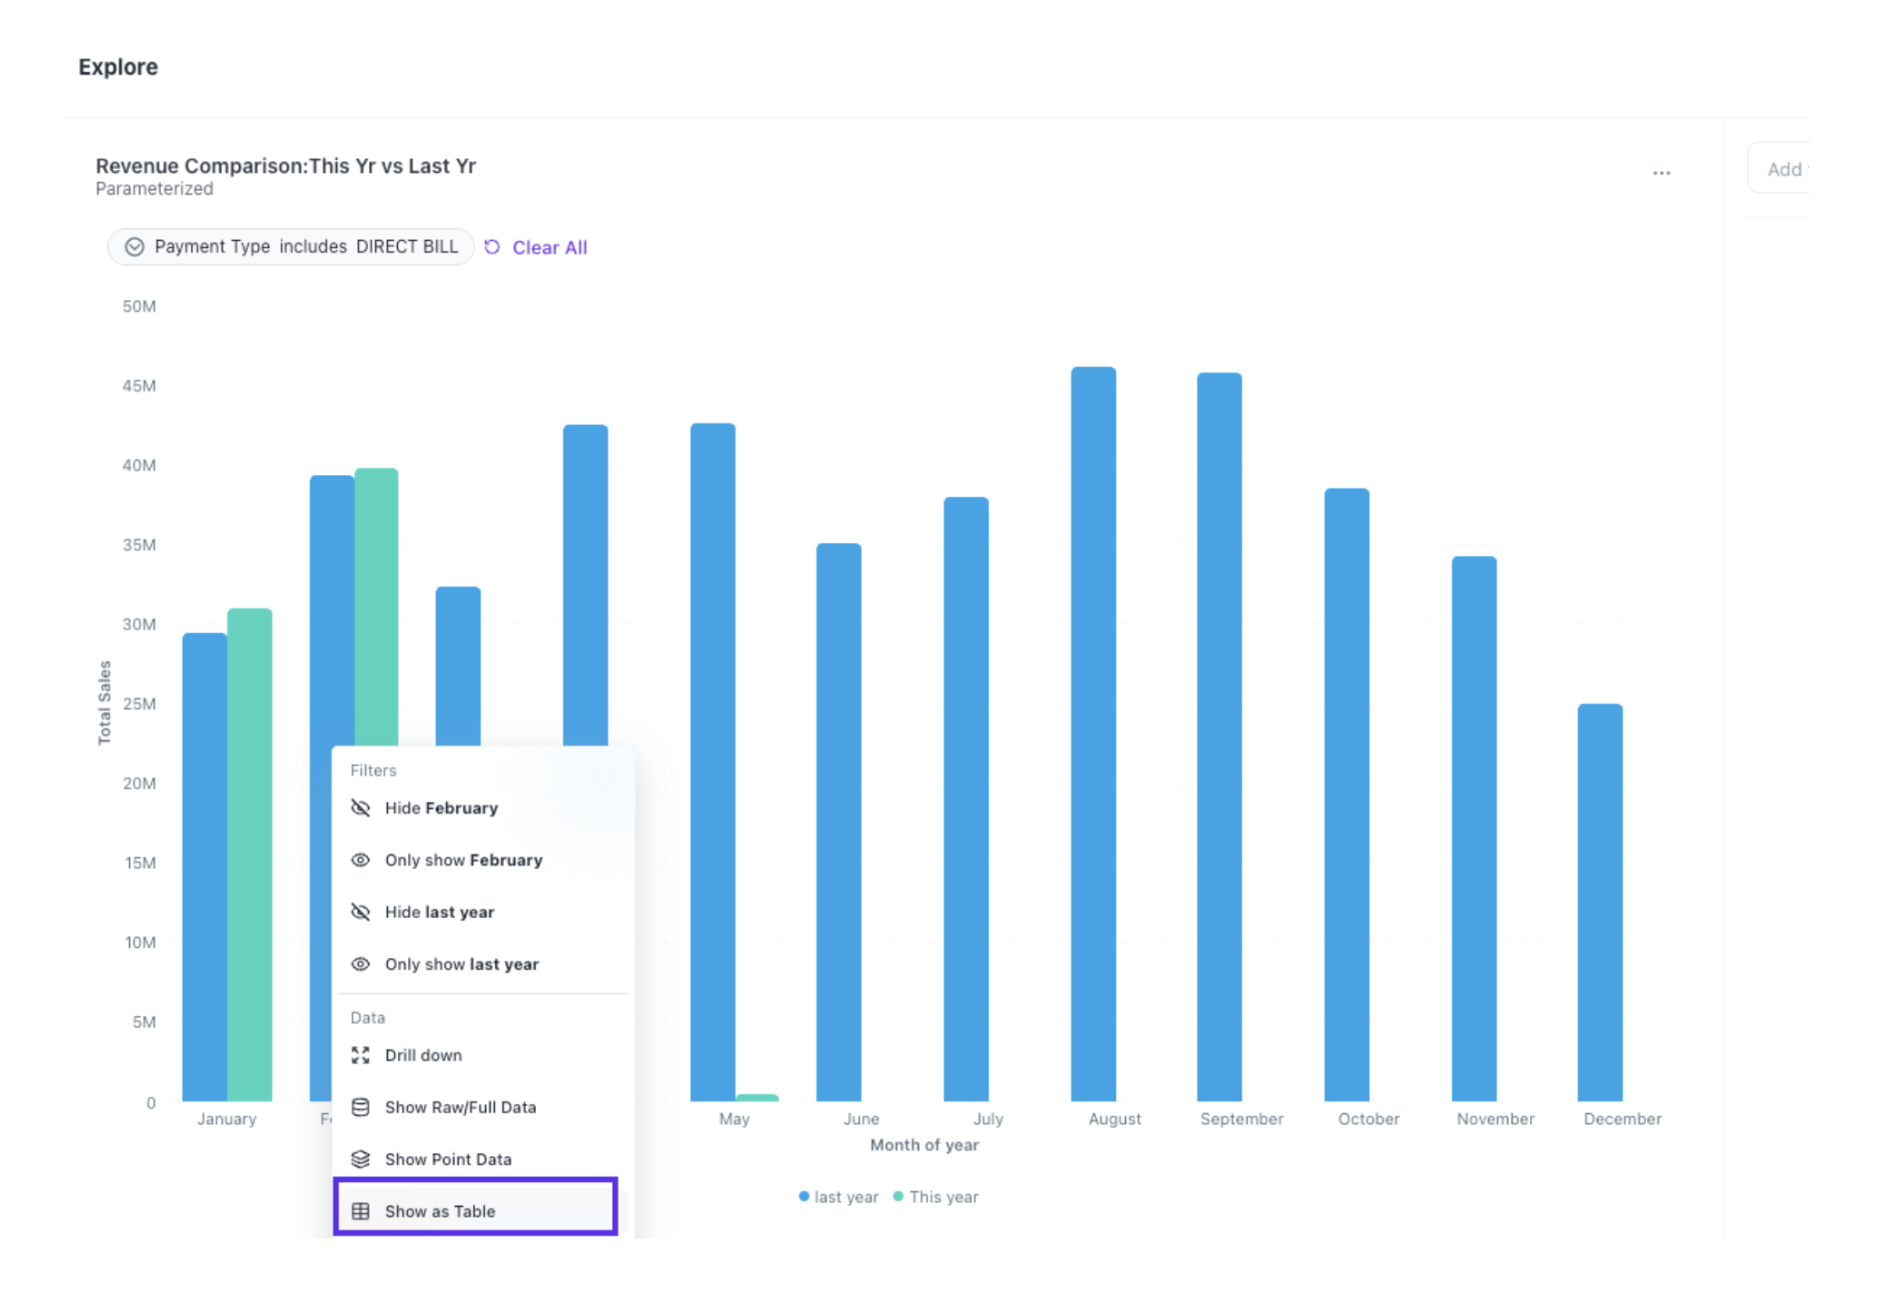 Explore
Revenue Comparison:This Yr vs Last Yr
Parameterized
...
Add
Payment Type includes DIRECT BILL
Clear All
50M
45M
40M
35M
30M
25M
20M
15M
10M
5M
0
Total Sales
Filters
Hide February
Only show February
Hide last year
Only show last year
Data
Drill down
Show Raw/Full Data
Show Point Data
Show as Table
January May June July August September October November December
Month of year
last year This year